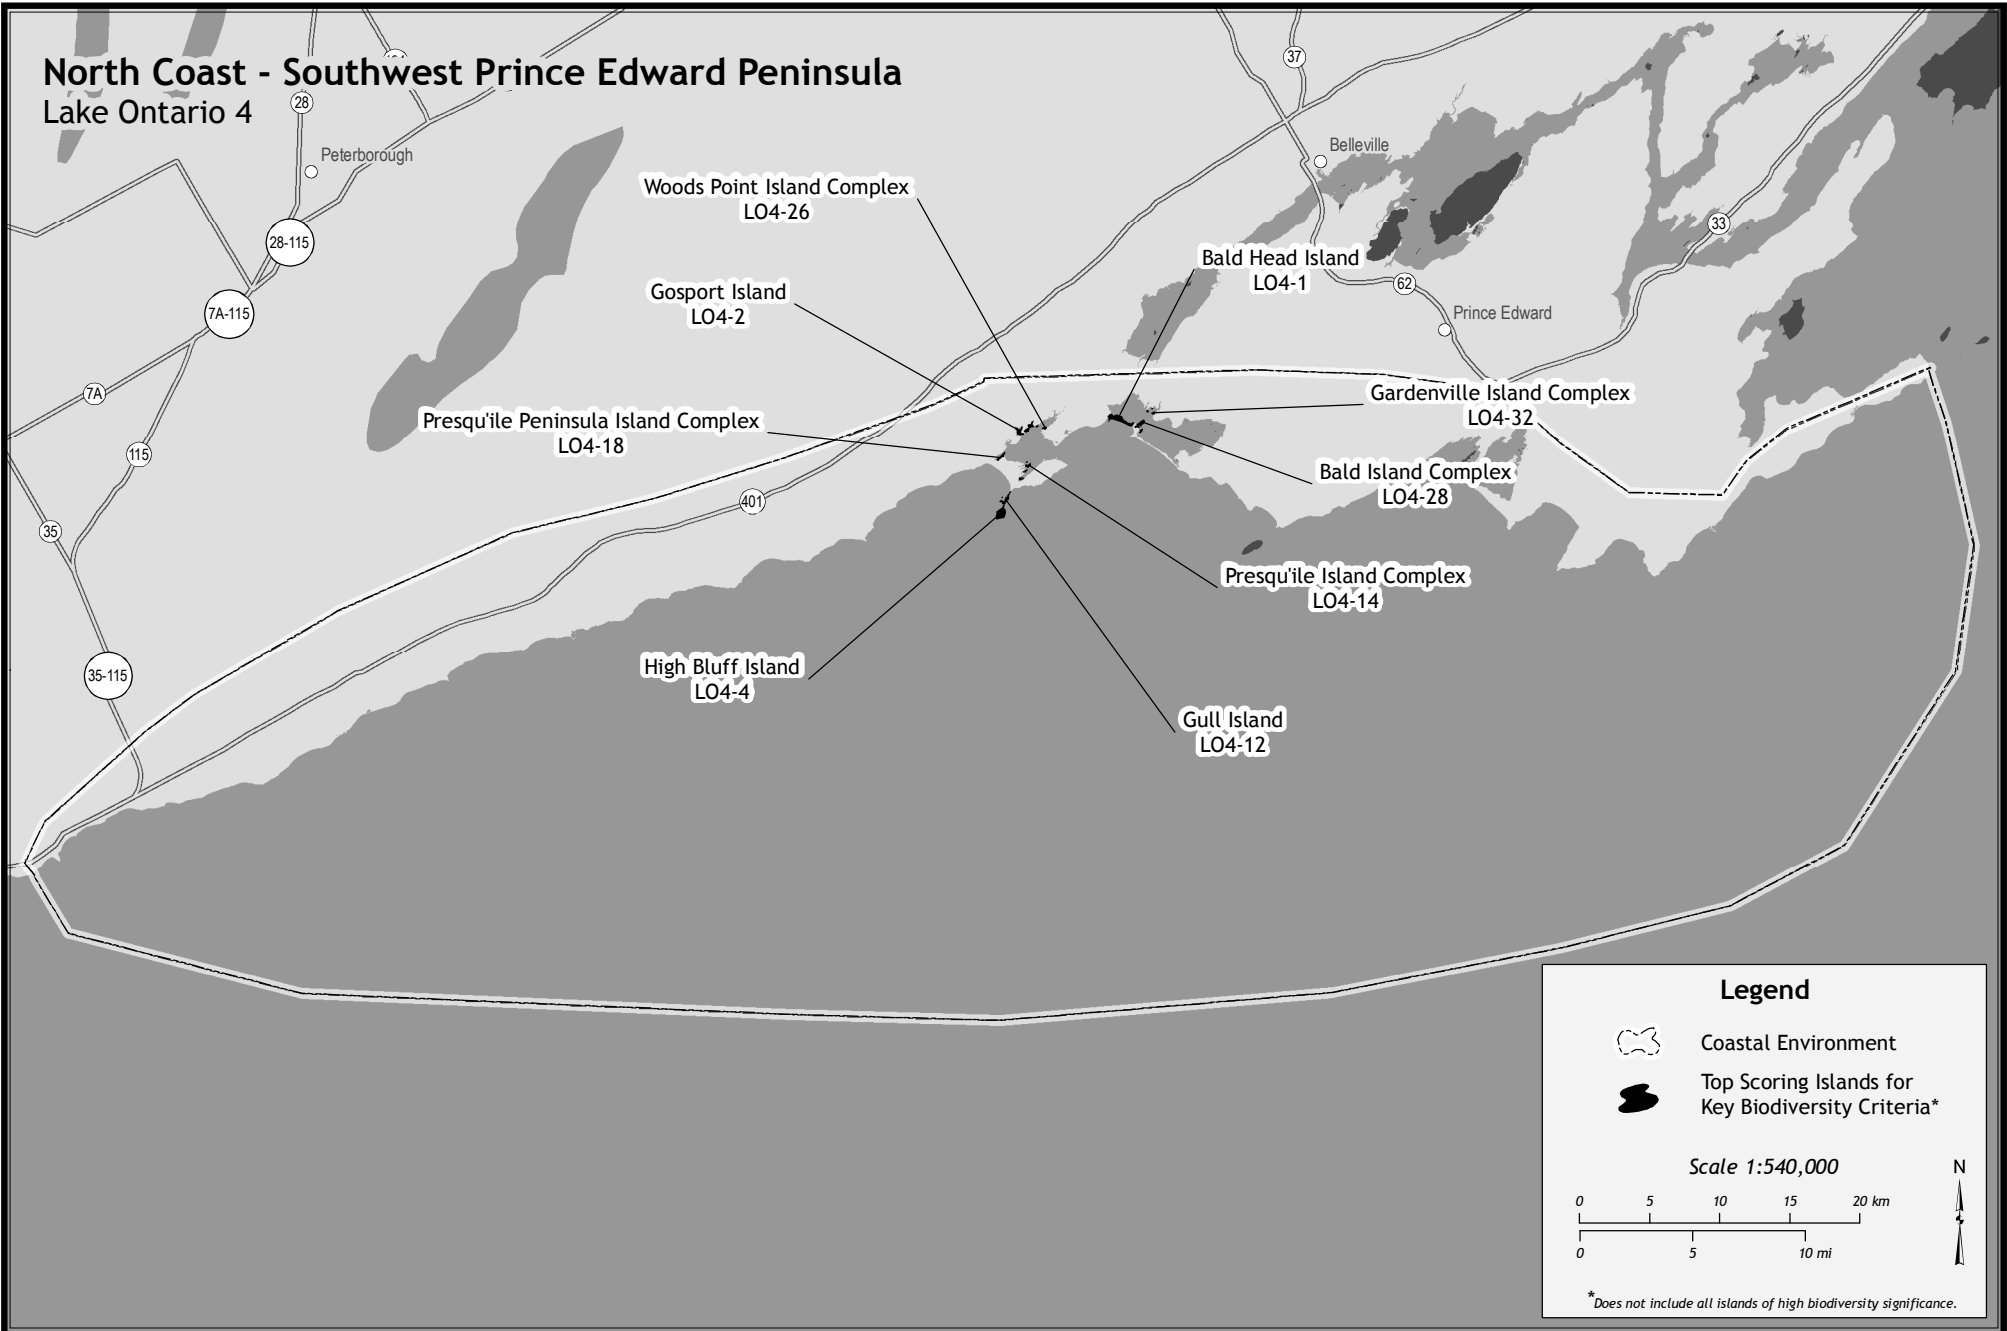 North Coast - Southwest Prince Edward Peninsula
Lake Ontario 4
28
37
Peterborough
Belleville
Woods Point Island Complex
LO4-26
33
28-115
Bald Head Island
LO4-1
62
Gosport Island
LO4-2
7A-115
Prince Edward
7A
Gardenville Island Complex
LO4-32
Presqu'ile Peninsula Island Complex
LO4-18
115
Bald Island Complex
LO4-28
401
35
Presqu'ile Island Complex
LO4-14
35-115
High Bluff Island
LO4-4
Gull Island
LO4-12
Legend
Coastal Environment
Top Scoring Islands for
Key Biodiversity Criteria*
Scale 1:540,000
N
0 5 10 15 20 km
0 5 10 mi
*Does not include all islands of high biodiversity significance.